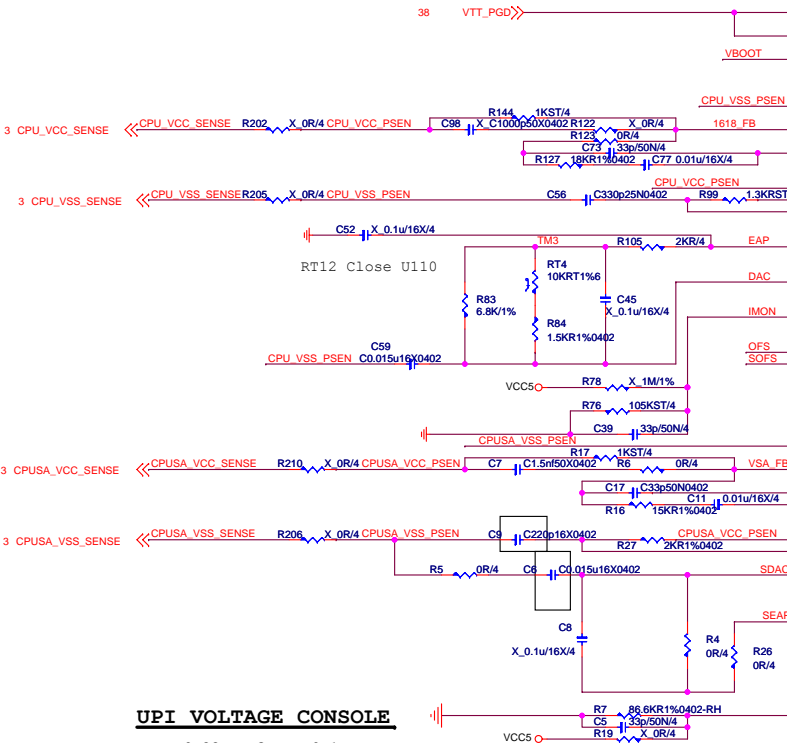 38 VTT_PGD
VBOOT
CPU_VSS_PSEN
R144 1KST/4
3 CPU_VCC_SENSE CPU_VCC_SENSE R202 X_0R/4 CPU_VCC_PSEN C98 X_C1000p50X0402 R122 X_0R/4 1618_FB
R123 0R/4
C73 33p/50N/4
R127 18KR1%0402 C77 0.01u/16X/4
CPU_VCC_PSEN
3 CPU_VSS_SENSE CPU_VSS_SENSE R205 X_0R/4 CPU_VSS_PSEN C56 C330p25N0402 R99 1.3KRST
C52 X_0.1u/16X/4
TM3 R105 2KR/4 EAP
RT12 Close U110
RT4
10KRT1%6
DAC
R83
6.8K/1%
C45
X_0.1u/16X/4
IMON
R84
1.5KR1%0402
C59
CPU_VSS_PSEN C0.015u16X0402
OFS
SOFS
VCC5 R78 X_1M/1%
R76 105KST/4
C39 33p/50N/4
CPUSA_VSS_PSEN
R17 1KST/4
3 CPUSA_VCC_SENSE CPUSA_VCC_SENSE R210 X_0R/4 CPUSA_VCC_PSEN C7 C1.5nf50X0402 R6 0R/4 VSA_FB
C17 C33p50N0402
C11 0.01u/16X/4
R16 15KR1%0402
3 CPUSA_VSS_SENSE CPUSA_VSS_SENSE R206 X_0R/4 CPUSA_VSS_PSEN C9 C220p16X0402 CPUSA_VCC_PSEN
R27 2KR1%0402
R5 0R/4 C6 C0.015u16X0402 SDAC
SEAP
C8
X_0.1u/16X/4
R4
0R/4
R26
0R/4
UPI VOLTAGE CONSOLE
R7 86.6KR1%0402-RH
C5 33p/50N/4
VCC5 R19 X_0R/4